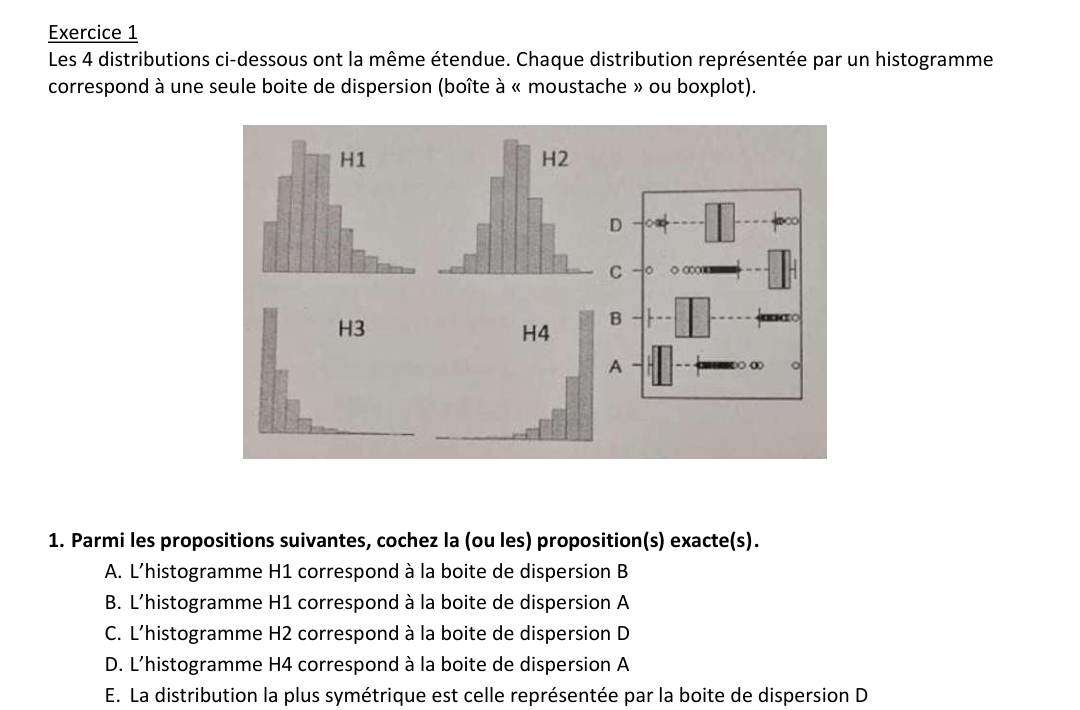 Exercice 1
Les 4 distributions ci-dessous ont la même étendue. Chaque distribution représentée par un histogramme
correspond à une seule boite de dispersion (boîte à « moustache » ou boxplot).
H1
H2
D
C
H3
H4
B
A
1. Parmi les propositions suivantes, cochez la (ou les) proposition(s) exacte(s).
A. L’histogramme H1 correspond à la boite de dispersion B
B. L’histogramme H1 correspond à la boite de dispersion A
C. L’histogramme H2 correspond à la boite de dispersion D
D. L’histogramme H4 correspond à la boite de dispersion A
E. La distribution la plus symétrique est celle représentée par la boite de dispersion D